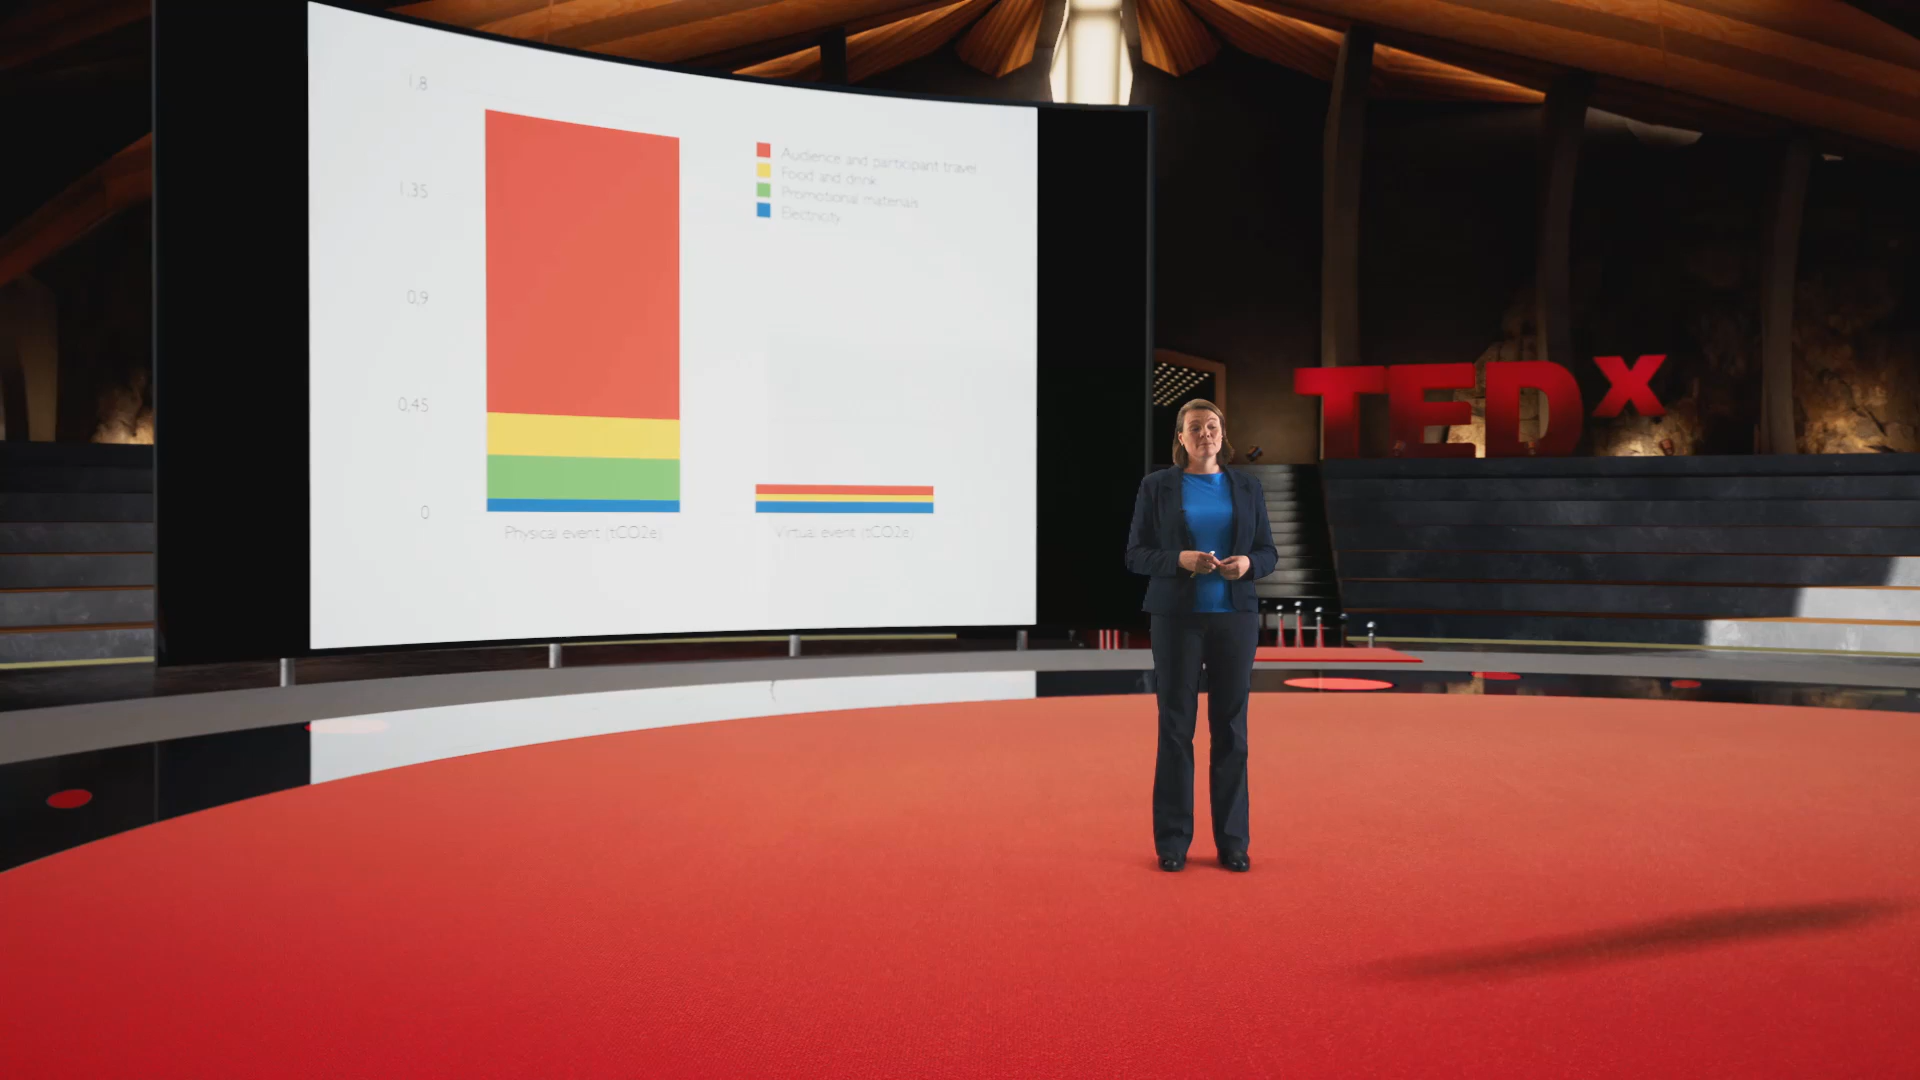 1,8
1,35
0,9
0,45
0
Audience and participant travel
Food and drink
Promotional materials
Electricity
Physical event (tCO2e)
Virtual event (tCO2e)
TEDx